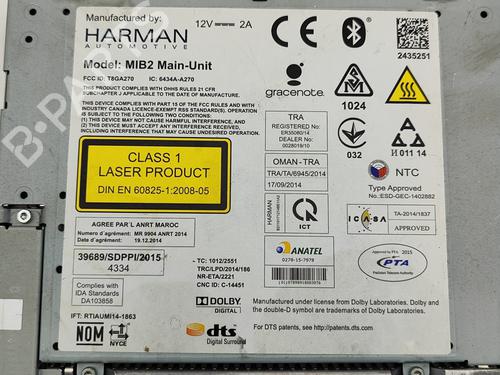 Manufactured by:
HARMAN
AUTOMOTIVE
12V 2A
Model: MIB2 Main-Unit
FCC ID: T8GA270 IC: 6434A-A270
THIS PRODUCT COMPLIES WITH DHHS RULES 21 CFR
SUBCHAPTER J APPLICABLE TO THE DATE OF MANUFACTURE.
THIS DEVICE COMPLIES WITH PART 15 OF THE FCC RULES AND WITH
INDUSTRY CANADA LICENCE-EXEMPT RSS STANDARD(S). OPERATION
IS SUBJECT TO THE FOLLOWING TWO CONDITIONS:
(1) THIS DEVICE MAY NOT CAUSE HARMFUL INTERFERENCE, AND
(2) THIS DEVICE MUST ACCEPT ANY INTERFERENCE RECEIVED,
INCLUDING INTERFERENCE THAT MAY CAUSE UNDESIRED OPERATION.
CLASS 1
LASER PRODUCT
DIN EN 60825-1:2008-05
AGREE PAR L ANRT MAROC
Numero d'agrément: MR 9904 ANRT 2014
Date d'agrément: 19.12.2014
39689/SDPPI/2015
4334
Complies with
IDA Standards
DA103858
TC: 1012/2551
TRC/LPD/2014/186
NR-ETA/2221
CNC ID: C-14451
DOLBY
DIGITAL
IFT: RTIAUMI14-1863
NOM
NYCE
dts
Digital Surround
CE
2435251
gracenote.
1024
TRA
REGISTERED No:
ER35080/14
DEALER No:
0028019/10
OMAN - TRA
TRA/TA/6945/2014
17/09/2014
032
И 011 14
NTC
Type Approved
No.:ESD-GEC-1402882
HARMAN
ICT
ICASA
TA-2014/1837
APPROVED
ANATEL
0278-15-7978
Approved by PTA 2015
PTA
Pakistan Telecom Authority
Manufactured under license from Dolby Laboratories. Dolby and
the double-D symbol are trademarks of Dolby Laboratories.
For DTS patents, see http://patents.dts.com.